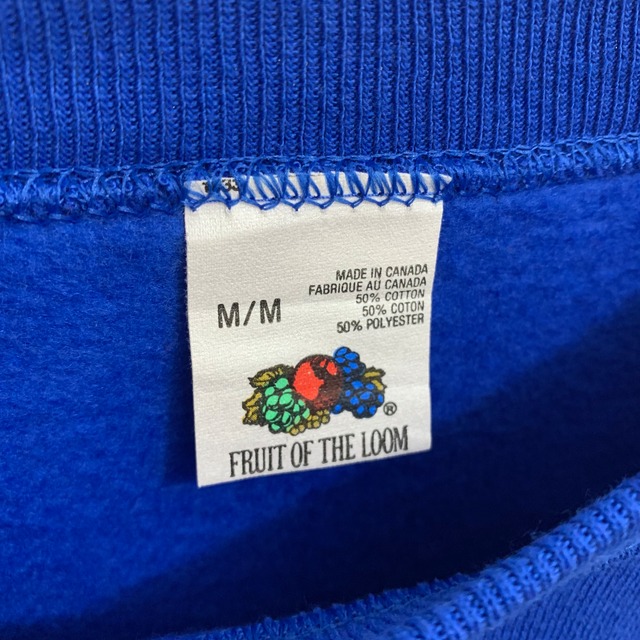 MADE IN CANADA
FABRIQUE AU CANADA
50% COTTON
50% COTON
50% POLYESTER
M/M
®
FRUIT OF THE LOOM